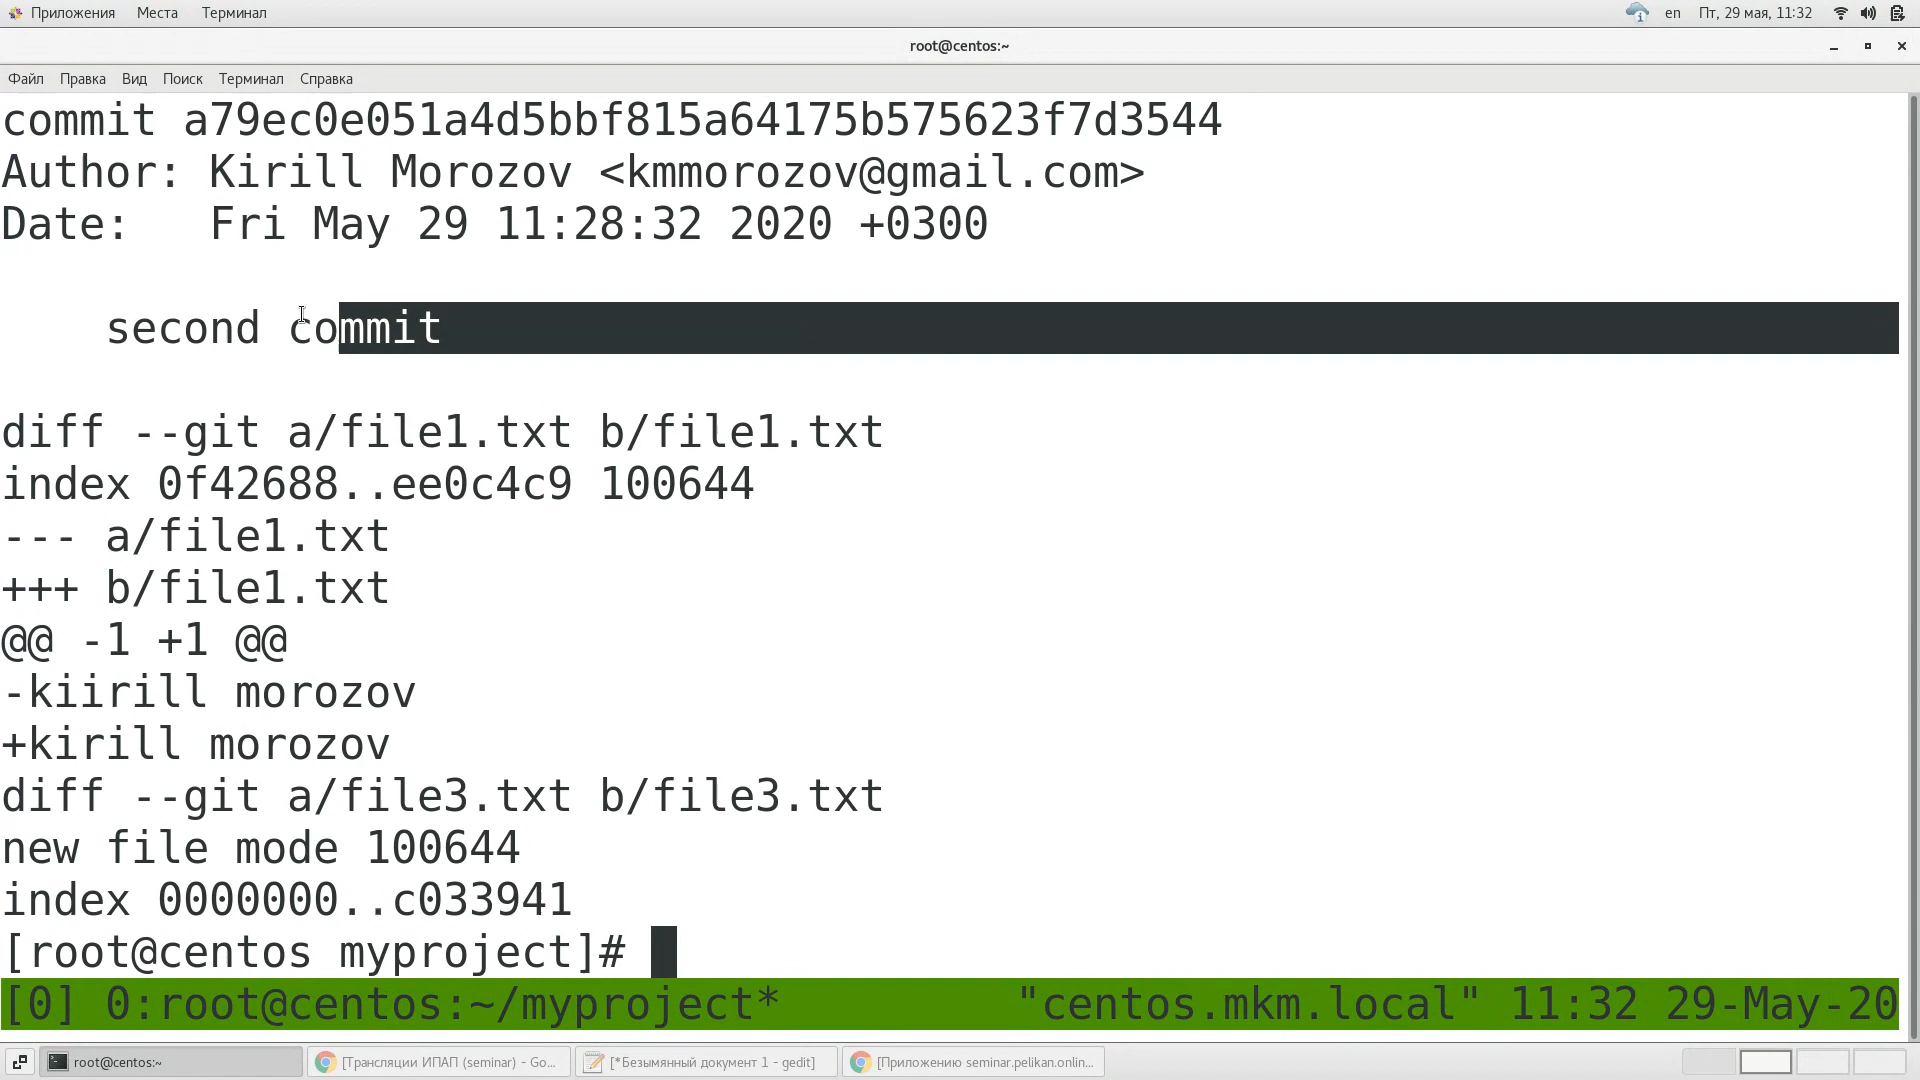 Приложения Места Терминал en Пт, 29 мая, 11:32
root@centos:~
Файл Правка Вид Поиск Терминал Справка
commit a79ec0e051a4d5bbf815a64175b575623f7d3544
Author: Kirill Morozov <kmmorozov@gmail.com>
Date:   Fri May 29 11:28:32 2020 +0300
    second commit
diff --git a/file1.txt b/file1.txt
index 0f42688..ee0c4c9 100644
--- a/file1.txt
+++ b/file1.txt
@@ -1 +1 @@
-kiirill morozov
+kirill morozov
diff --git a/file3.txt b/file3.txt
new file mode 100644
index 0000000..c033941
[root@centos myproject]#
[0] 0:root@centos:~/myproject* "centos.mkm.local" 11:32 29-May-20
root@centos:~ [Трансляции ИПАП (seminar) – Go... [*Безымянный документ 1 – gedit] [Приложению seminar.pelikan.onlin...